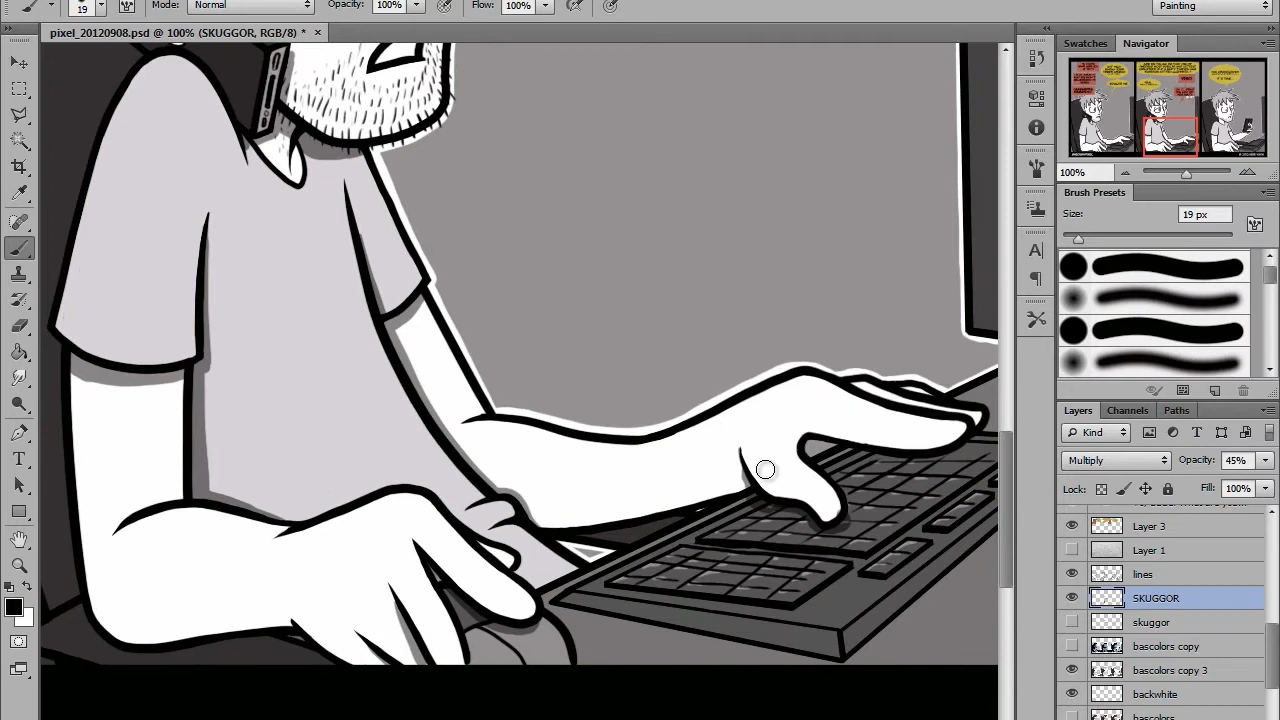 19 Mode: Normal Opacity: 100% Flow: 100% Painting
pixel_20120908.psd @ 100% (SKUGGOR, RGB/8) * ×
Swatches Navigator
100%
Brush Presets
Size: 19 px
Layers Channels Paths
Kind
Multiply Opacity: 45%
Lock: Fill: 100%
Layer 3
Layer 1
lines
SKUGGOR
skuggor
bascolors copy
bascolors copy 3
backwhite
bascolors